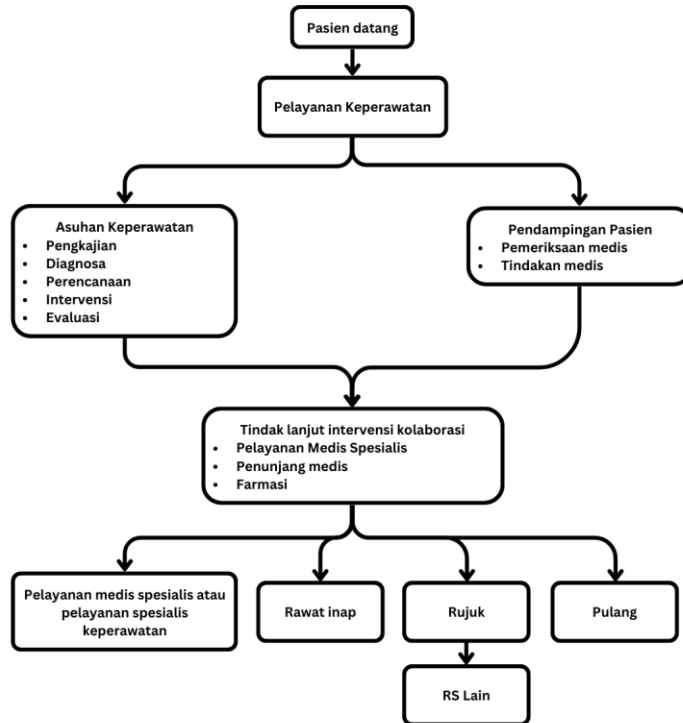 Pasien datang
Pelayanan Keperawatan
Asuhan Keperawatan
• Pengkajian
• Diagnosa
• Perencanaan
• Intervensi
• Evaluasi
Pendampingan Pasien
• Pemeriksaan medis
• Tindakan medis
Tindak lanjut intervensi kolaborasi
• Pelayanan Medis Spesialis
• Penunjang medis
• Farmasi
Pelayanan medis spesialis atau
pelayanan spesialis
keperawatan
Rawat inap
Rujuk
Pulang
RS Lain